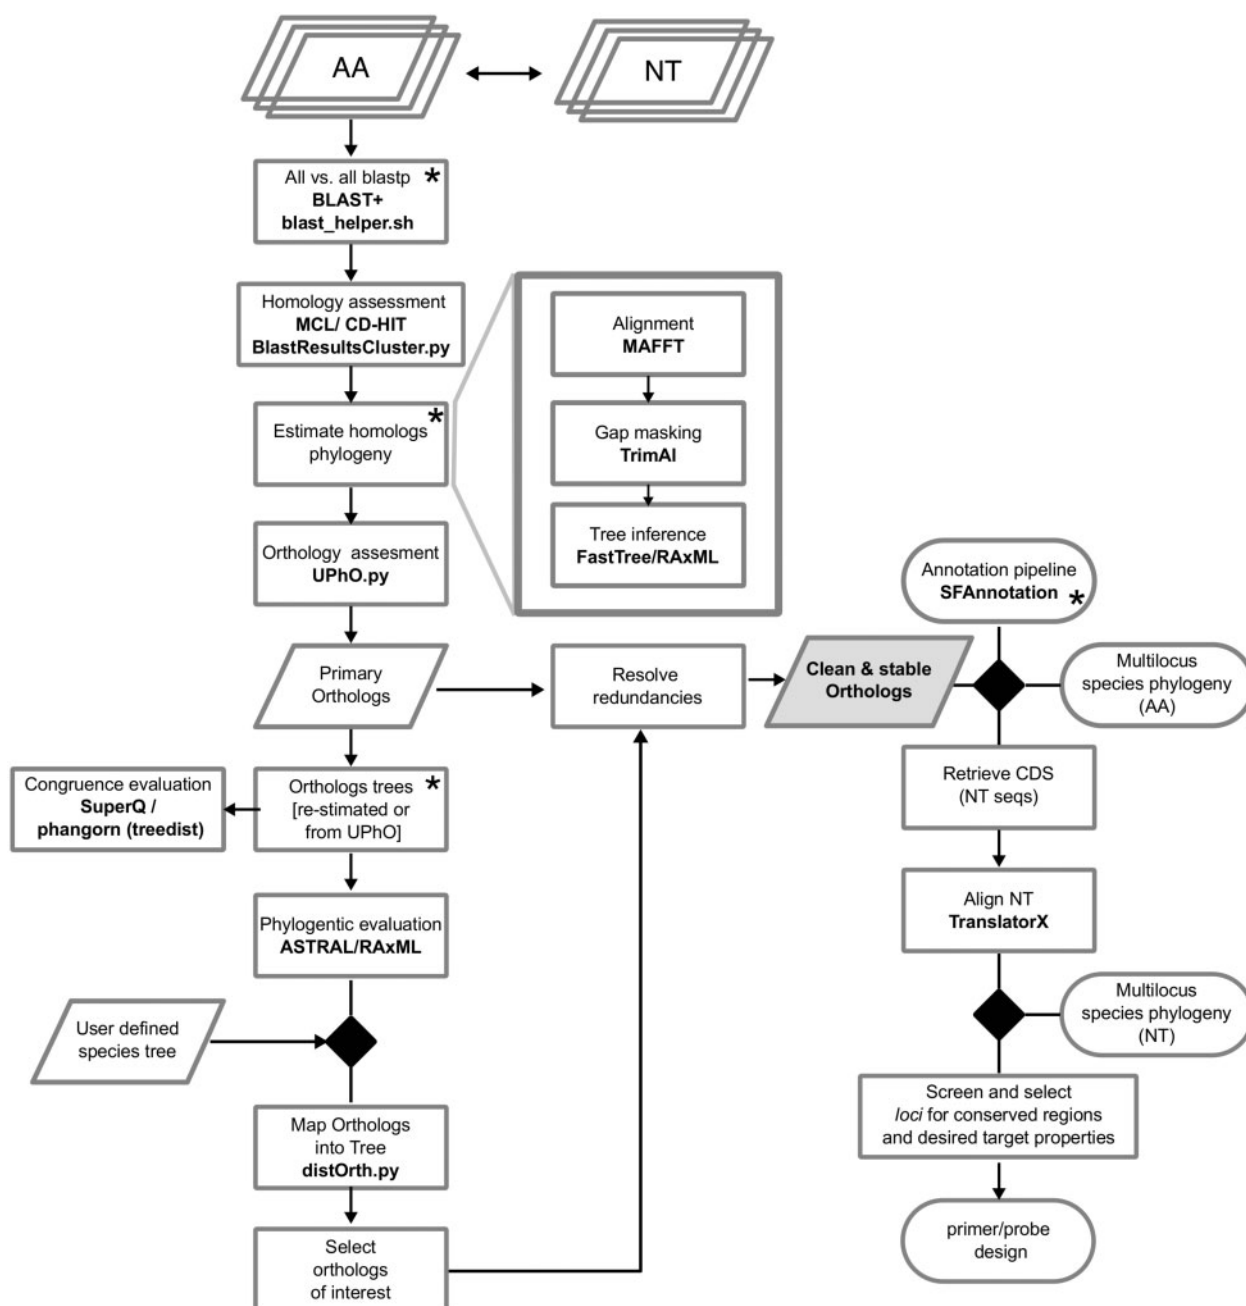 AA
NT
All vs. all blastp *
BLAST+
blast_helper.sh
Homology assessment
MCL/ CD-HIT
BlastResultsCluster.py
*
Estimate homologs
phylogeny
Alignment
MAFFT
Gap masking
TrimAl
Tree inference
FastTree/RAxML
Orthology assesment
UPhO.py
Primary
Orthologs
Resolve
redundancies
Clean & stable
Orthologs
Annotation pipeline
SFAnnotation *
Multilocus
species phylogeny
(AA)
Congruence evaluation
SuperQ /
phangorn (treedist)
Orthologs trees *
[re-stimated or
from UPhO]
Phylogentic evaluation
ASTRAL/RAxML
User defined
species tree
Map Orthologs
into Tree
distOrth.py
Select
orthologs
of interest
Retrieve CDS
(NT seqs)
Align NT
TranslatorX
Multilocus
species phylogeny
(NT)
Screen and select
loci for conserved regions
and desired target properties
primer/probe
design